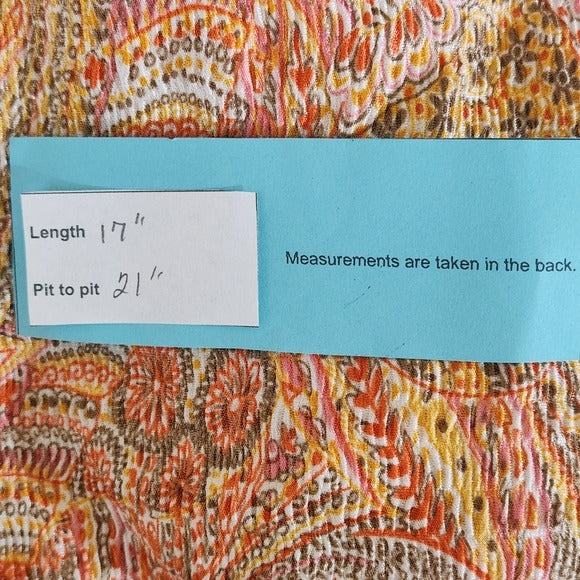 Length 17"
Pit to pit 21"
Measurements are taken in the back.